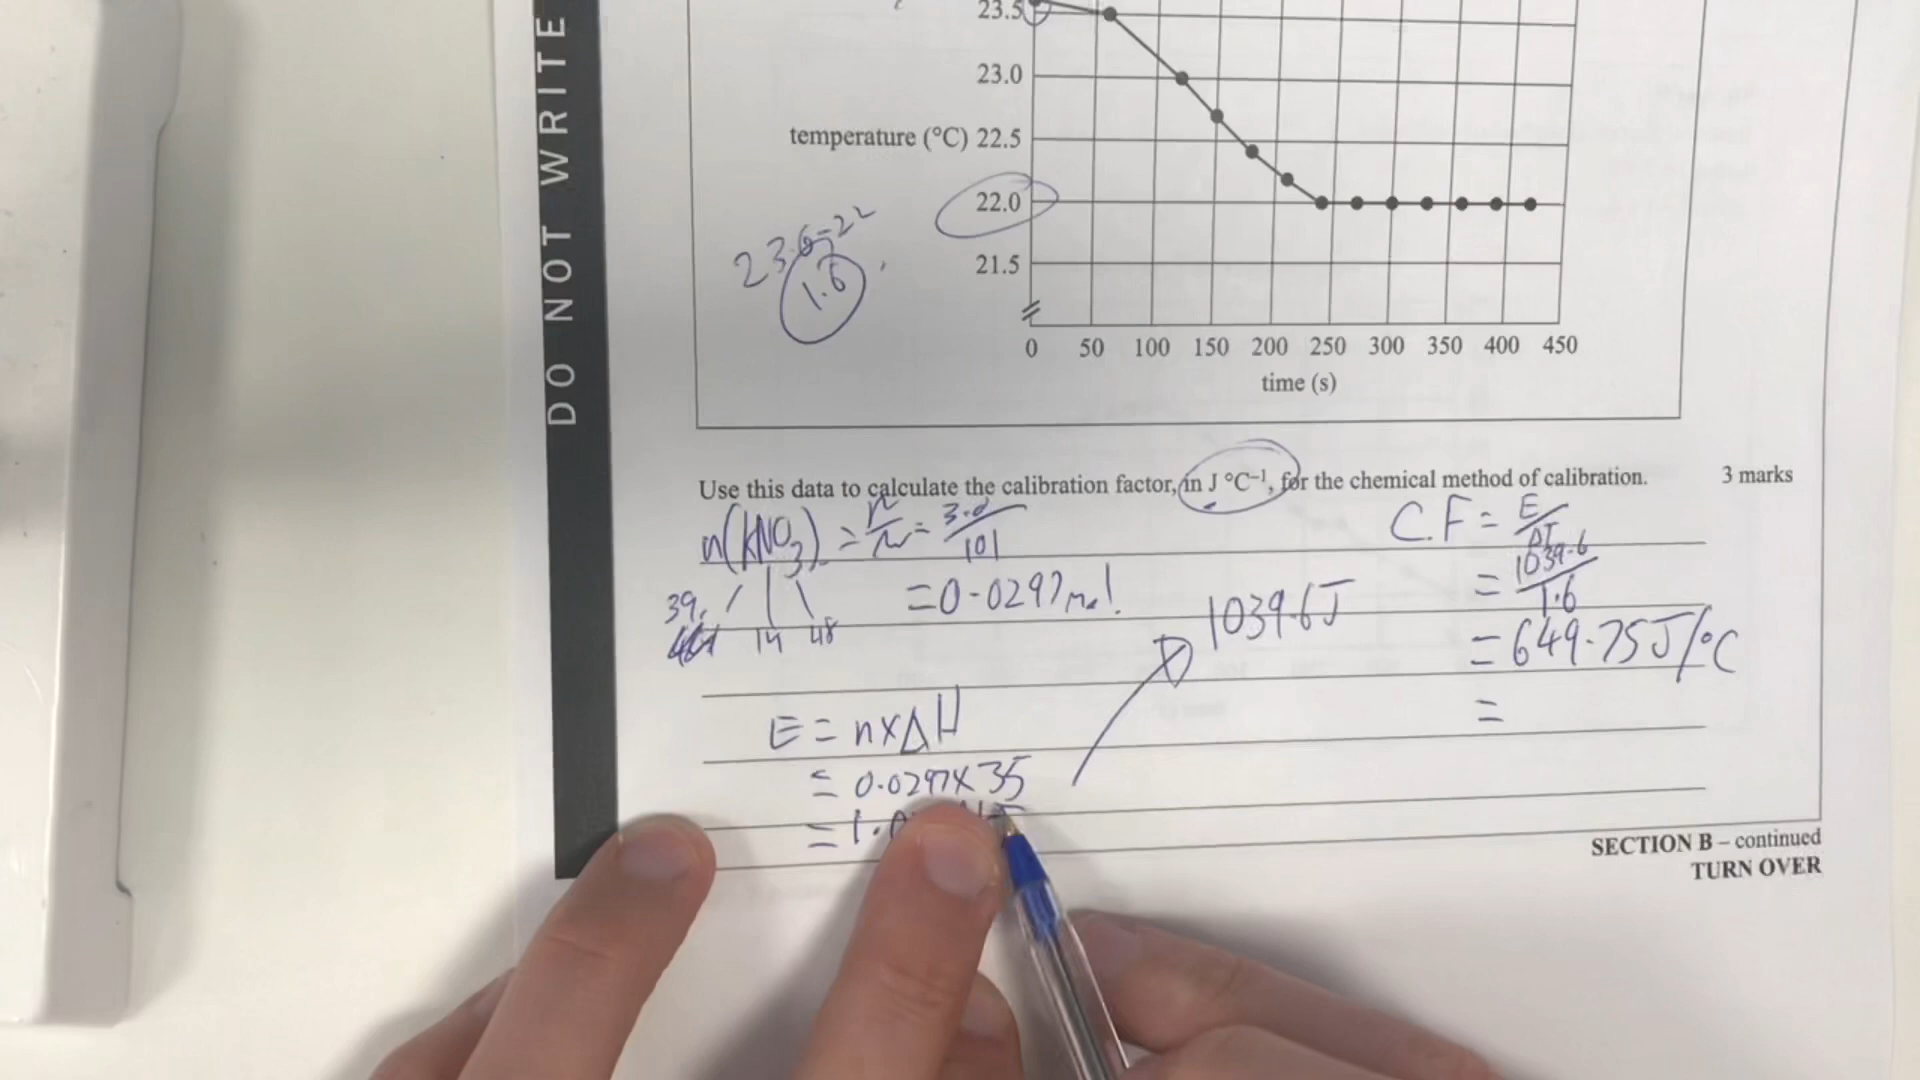 DO NOT WRITE
23.5
23.0
temperature (°C) 22.5
22.0
21.5
23.6-22
1.6
0 50 100 150 200 250 300 350 400 450
time (s)
Use this data to calculate the calibration factor, in J °C⁻¹, for the chemical method of calibration. 3 marks
n(KNO3) = = 3.0/101
39. 14 48
= 0.0297 mol.
E = n×ΔH
= 0.0297×35
= 1.0
1039.6J
C.F = E/ΔT
= 1039.6/1.6
= 649.75J/°C
=
SECTION B – continued
TURN OVER